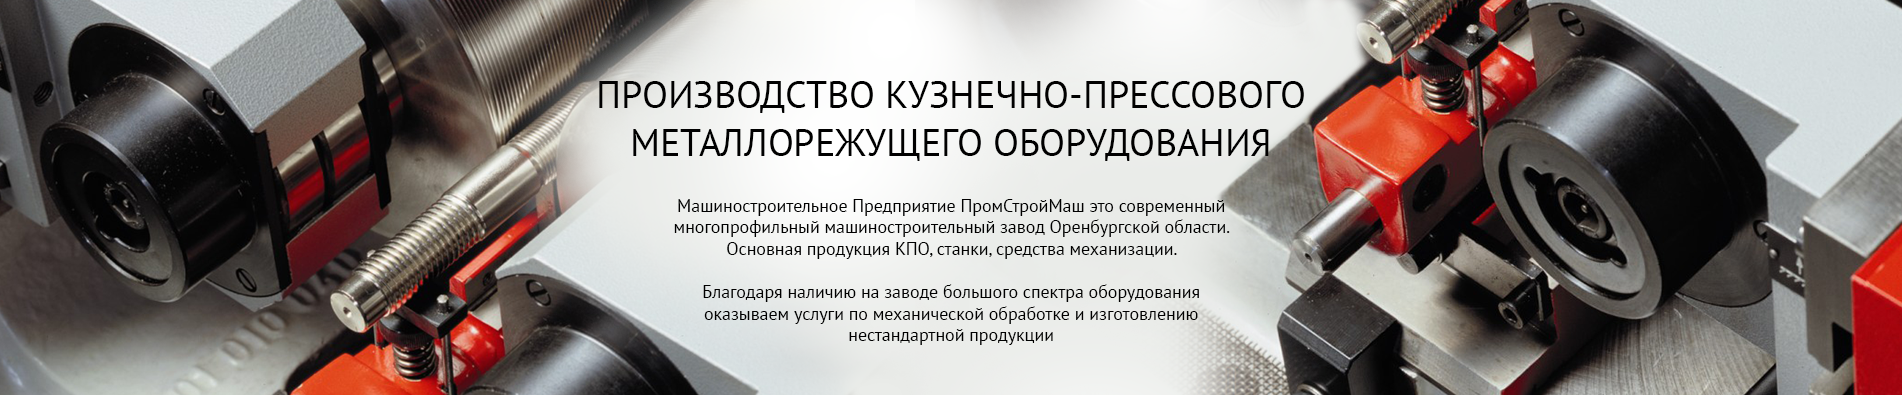 ПРОИЗВОДСТВО КУЗНЕЧНО-ПРЕССОВОГО
МЕТАЛЛОРЕЖУЩЕГО ОБОРУДОВАНИЯ
Машиностроительное Предприятие ПромСтройМаш это современный
многопрофильный машиностроительный завод Оренбургской области.
Основная продукция КПО, станки, средства механизации.
Благодаря наличию на заводе большого спектра оборудования
оказываем услуги по механической обработке и изготовлению
нестандартной продукции